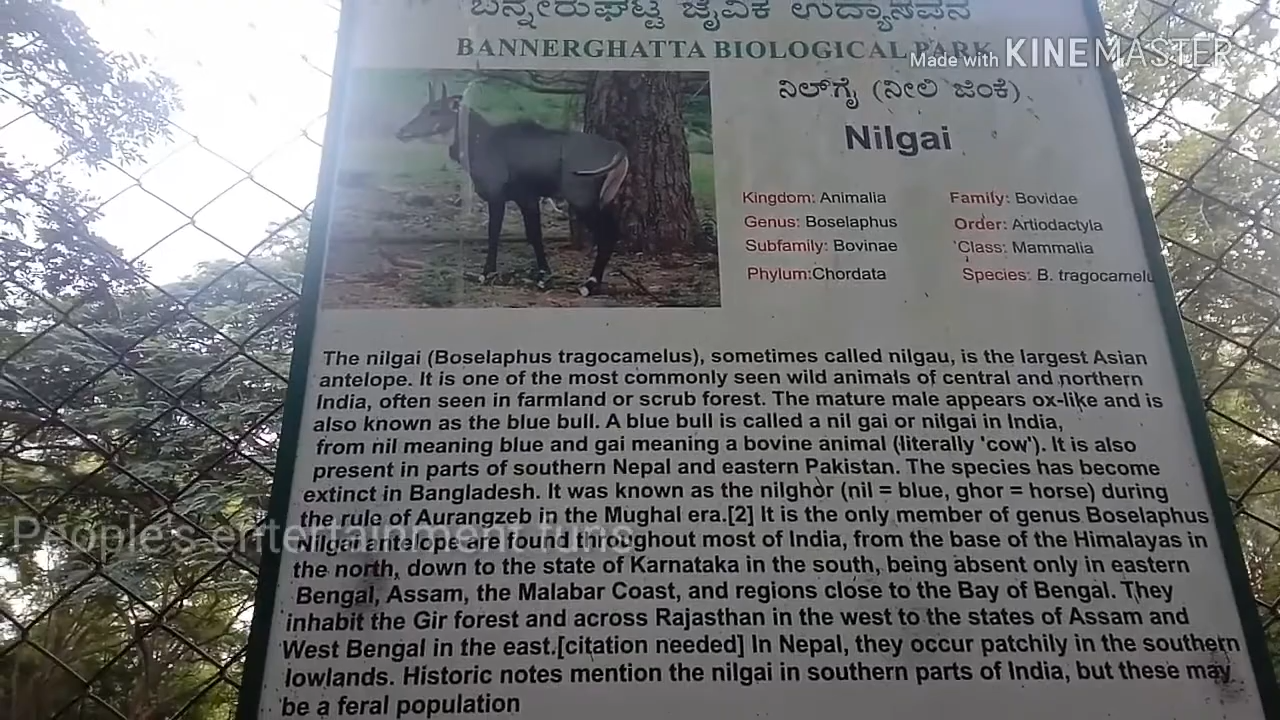 ಬನ್ನೇರುಘಟ್ಟ ಜೈವಿಕ ಉದ್ಯಾನವನ
BANNERGHATTA BIOLOGICAL PARK
Made with KINEMASTER
ನಿಲ್‌ಗೈ (ನೀಲಿ ಜಿಂಕೆ)
Nilgai
Kingdom: Animalia Family: Bovidae
Genus: Boselaphus Order: Artiodactyla
Subfamily: Bovinae Class: Mammalia
Phylum:Chordata Species: B. tragocamelu
The nilgai (Boselaphus tragocamelus), sometimes called nilgau, is the largest Asian
antelope. It is one of the most commonly seen wild animals of central and northern
India, often seen in farmland or scrub forest. The mature male appears ox-like and is
also known as the blue bull. A blue bull is called a nil gai or nilgai in India,
from nil meaning blue and gai meaning a bovine animal (literally 'cow'). It is also
present in parts of southern Nepal and eastern Pakistan. The species has become
extinct in Bangladesh. It was known as the nilghor (nil = blue, ghor = horse) during
the rule of Aurangzeb in the Mughal era.[2] It is the only member of genus Boselaphus
People's entertainment funs
Nilgai antelope are found throughout most of India, from the base of the Himalayas in
the north, down to the state of Karnataka in the south, being absent only in eastern
Bengal, Assam, the Malabar Coast, and regions close to the Bay of Bengal. They
inhabit the Gir forest and across Rajasthan in the west to the states of Assam and
West Bengal in the east.[citation needed] In Nepal, they occur patchily in the southern
lowlands. Historic notes mention the nilgai in southern parts of India, but these may
be a feral population